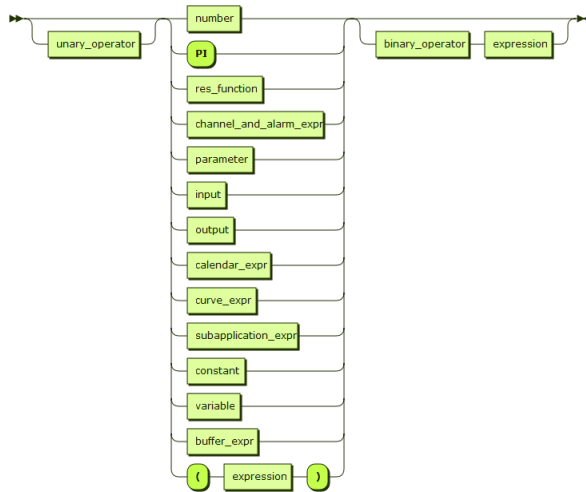 number
unary_operator
binary_operator
expression
PI
res_function
channel_and_alarm_expr
parameter
input
output
calendar_expr
curve_expr
subapplication_expr
constant
variable
buffer_expr
( expression )